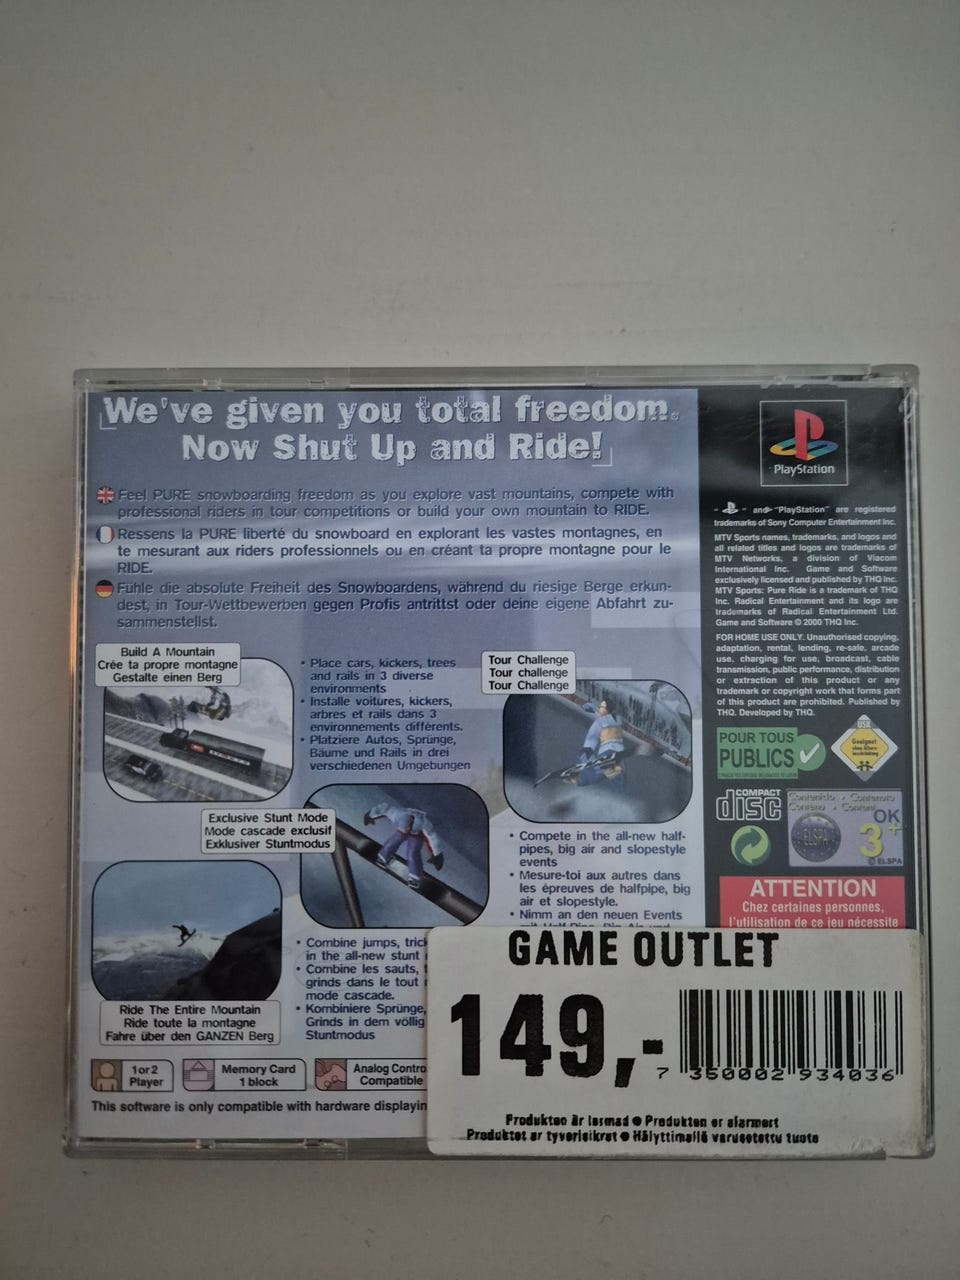 We've given you total freedom.
Now Shut Up and Ride!
Feel PURE snowboarding freedom as you explore vast mountains, compete with
professional riders in tour competitions or build your own mountain to RIDE.
Ressens la PURE liberté du snowboard en explorant les vastes montagnes, en
te mesurant aux riders professionnels ou en créant ta propre montagne pour le
RIDE.
Fühle die absolute Freiheit des Snowboardens, während du riesige Berge erkun-
dest, in Tour-Wettbewerben gegen Profis antrittst oder deine eigene Abfahrt zu-
sammenstellst.
Build A Mountain
Crée ta propre montagne
Gestalte einen Berg
• Place cars, kickers, trees
and rails in 3 diverse
environments
• Installe voitures, kickers,
arbres et rails dans 3
environnements différents.
• Platziere Autos, Sprünge,
Bäume und Rails in drei
verschiedenen Umgebungen
Tour Challenge
Tour challenge
Tour Challenge
• Compete in the all-new half-
pipes, big air and slopestyle
events
• Mesure-toi aux autres dans
les épreuves de halfpipe, big
air et slopestyle.
• Nimm an den neuen Events
Exclusive Stunt Mode
Mode cascade exclusif
Exklusiver Stuntmodus
• Combine jumps, tric
in the all-new stunt
• Combine les sauts,
grinds dans le tout
mode cascade.
• Kombiniere Sprünge,
Grinds in dem völlig
Stuntmodus
Ride The Entire Mountain
Ride toute la montagne
Fahre über den GANZEN Berg
1 or 2
Player
Memory Card
1 block
Analog Contro
Compatible
This software is only compatible with hardware displayin
PlayStation
" " and "PlayStation" are registered
trademarks of Sony Computer Entertainment Inc.
MTV Sports names, trademarks, and logos and
all related titles and logos are trademarks of
MTV Networks, a division of Viacom
International Inc. Game and Software
exclusively licensed and published by THQ Inc.
MTV Sports: Pure Ride is a trademark of THQ
Inc. Radical Entertainment and its logo are
trademarks of Radical Entertainment Ltd.
Game and Software © 2000 THQ Inc.
FOR HOME USE ONLY. Unauthorised copying,
adaptation, rental, lending, re-sale, arcade
use, charging for use, broadcast, cable
transmission, public performance, distribution
or extraction of this product or any
trademark or copyright work that forms part
of this product are prohibited. Published by
THQ. Developed by THQ.
POUR TOUS
PUBLICS
USK
Geeignet
COMPACT
disc
Contenido • Contenuto
ELSPA
OK
3+
© ELSPA
ATTENTION
Chez certaines personnes,
l'utilisation de ce jeu nécessite
GAME OUTLET
149,-
7 350002 934036
Produkten är larmad ● Produkten er alarmert
Produktet er tyverisikret ● Hälyttimellä varustettu tuote